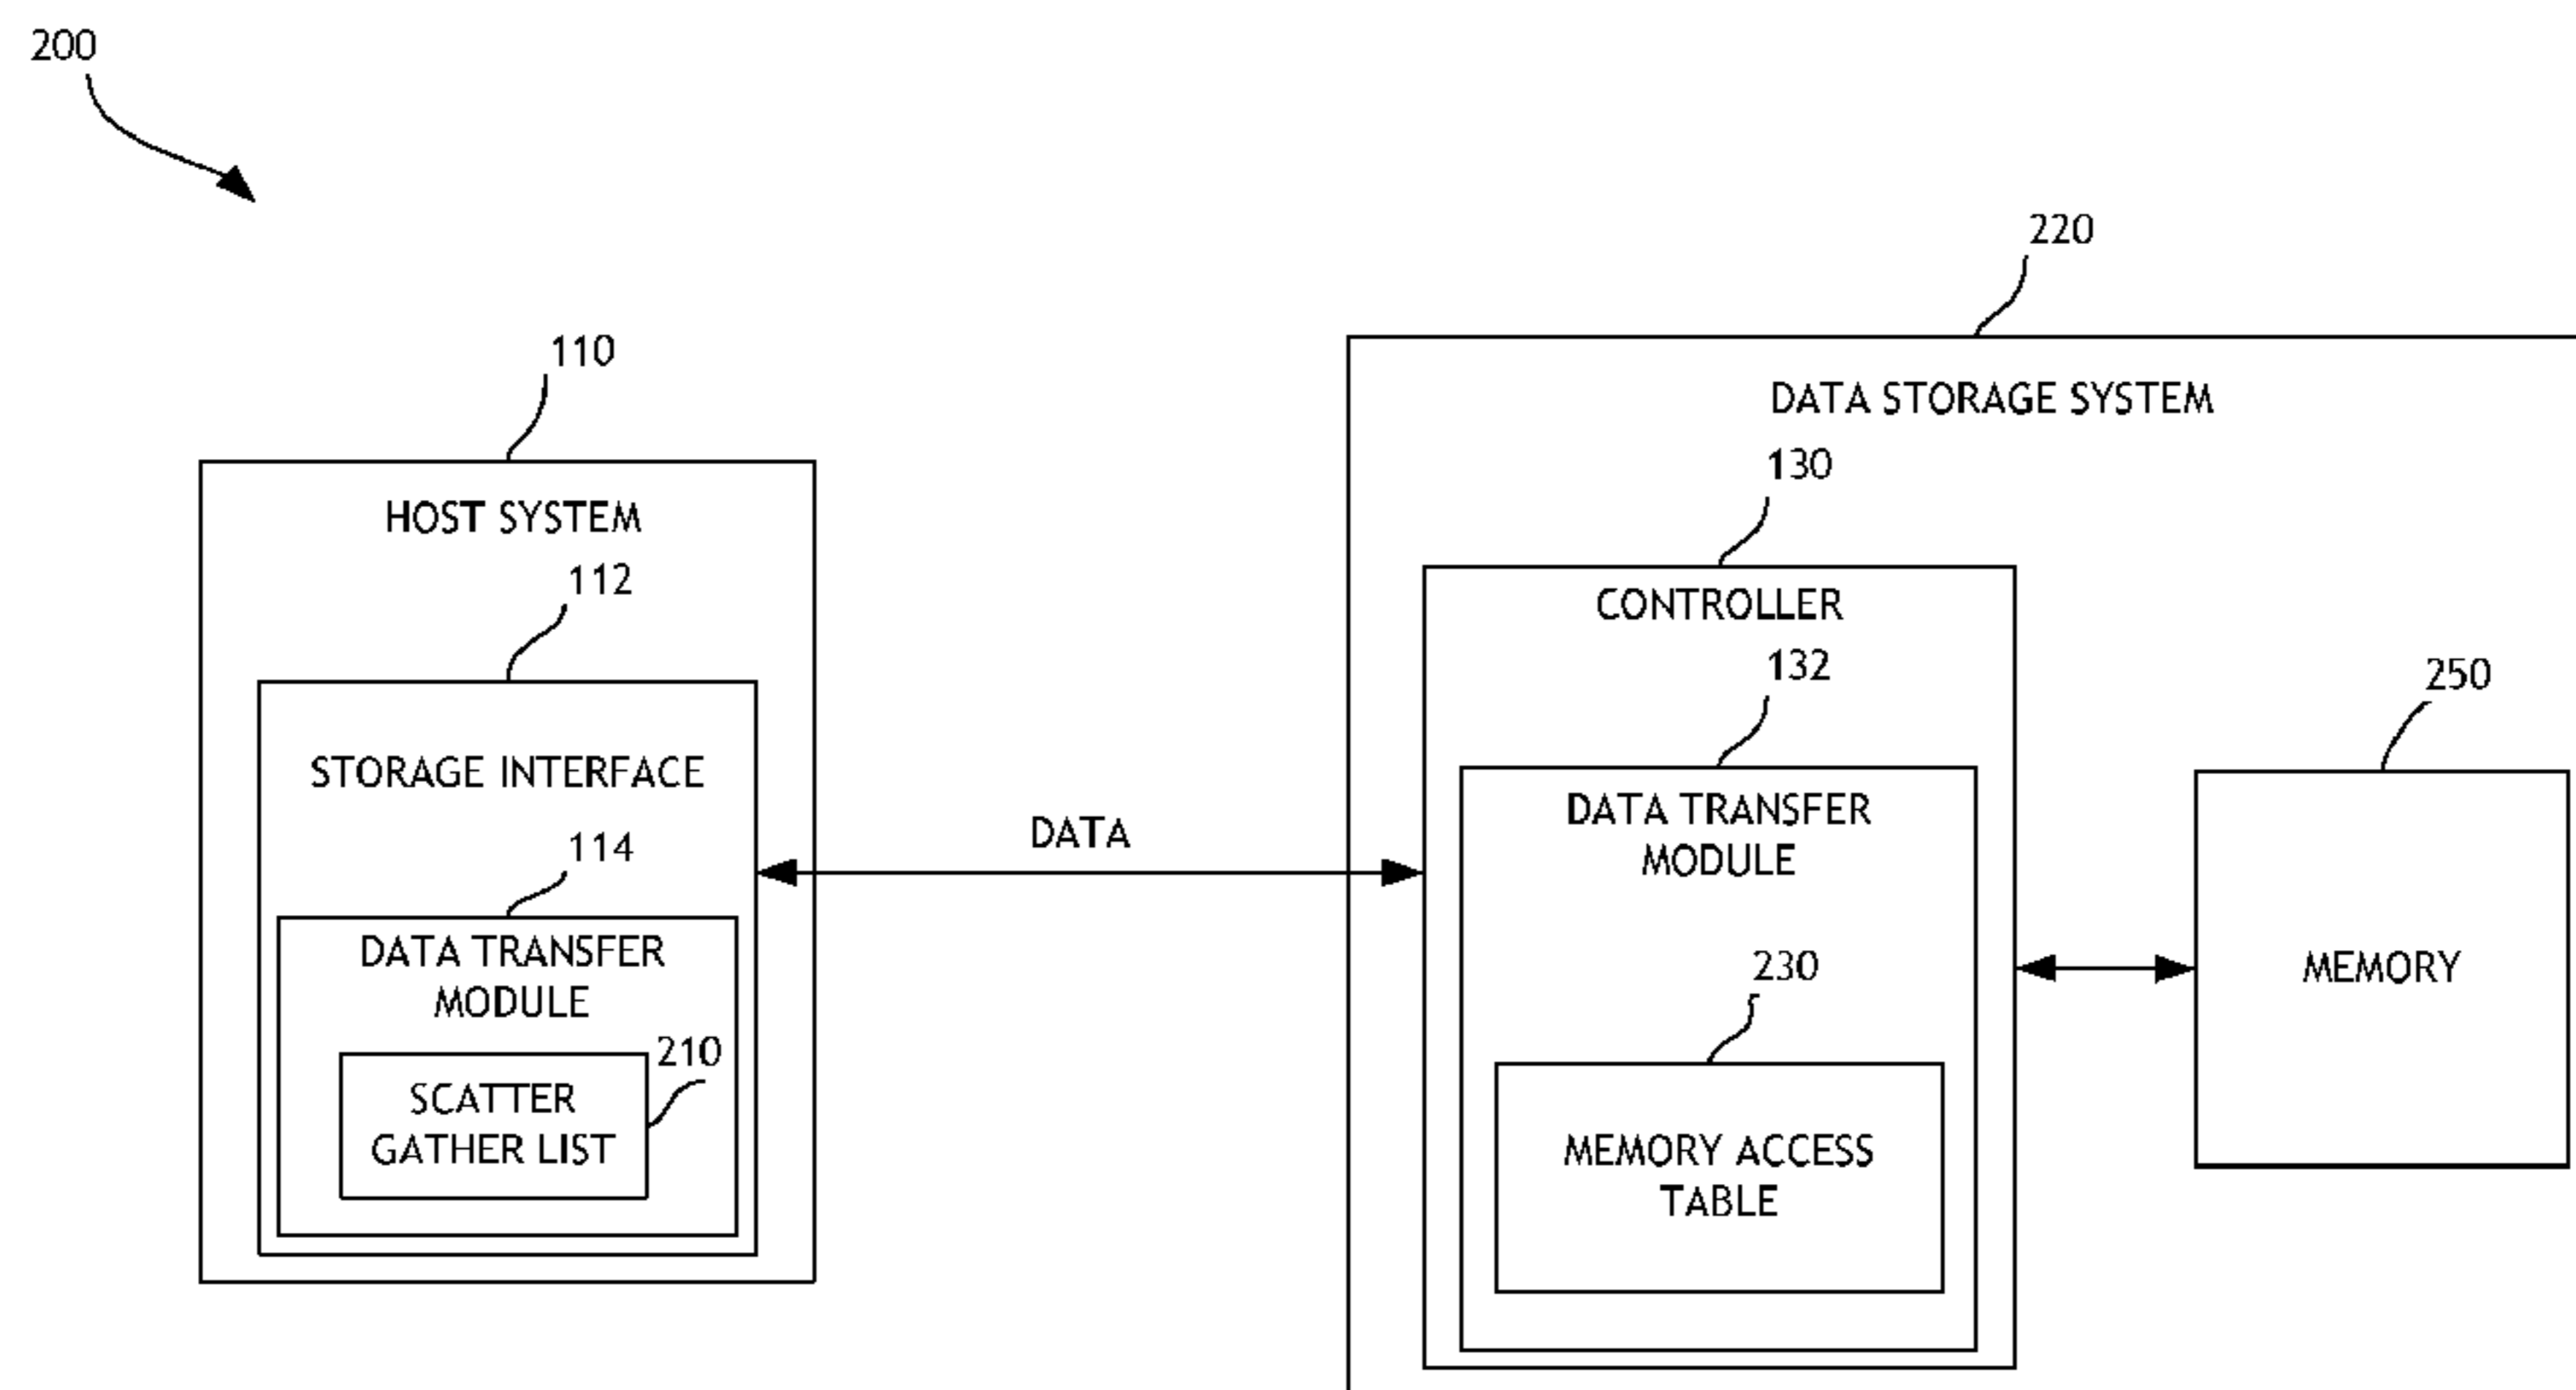 200
220
110
DATA STORAGE SYSTEM
130
HOST SYSTEM
112
CONTROLLER
132
250
STORAGE INTERFACE
DATA TRANSFER
MODULE
DATA
114
DATA TRANSFER
MODULE
230
MEMORY
210
SCATTER
GATHER LIST
MEMORY ACCESS
TABLE